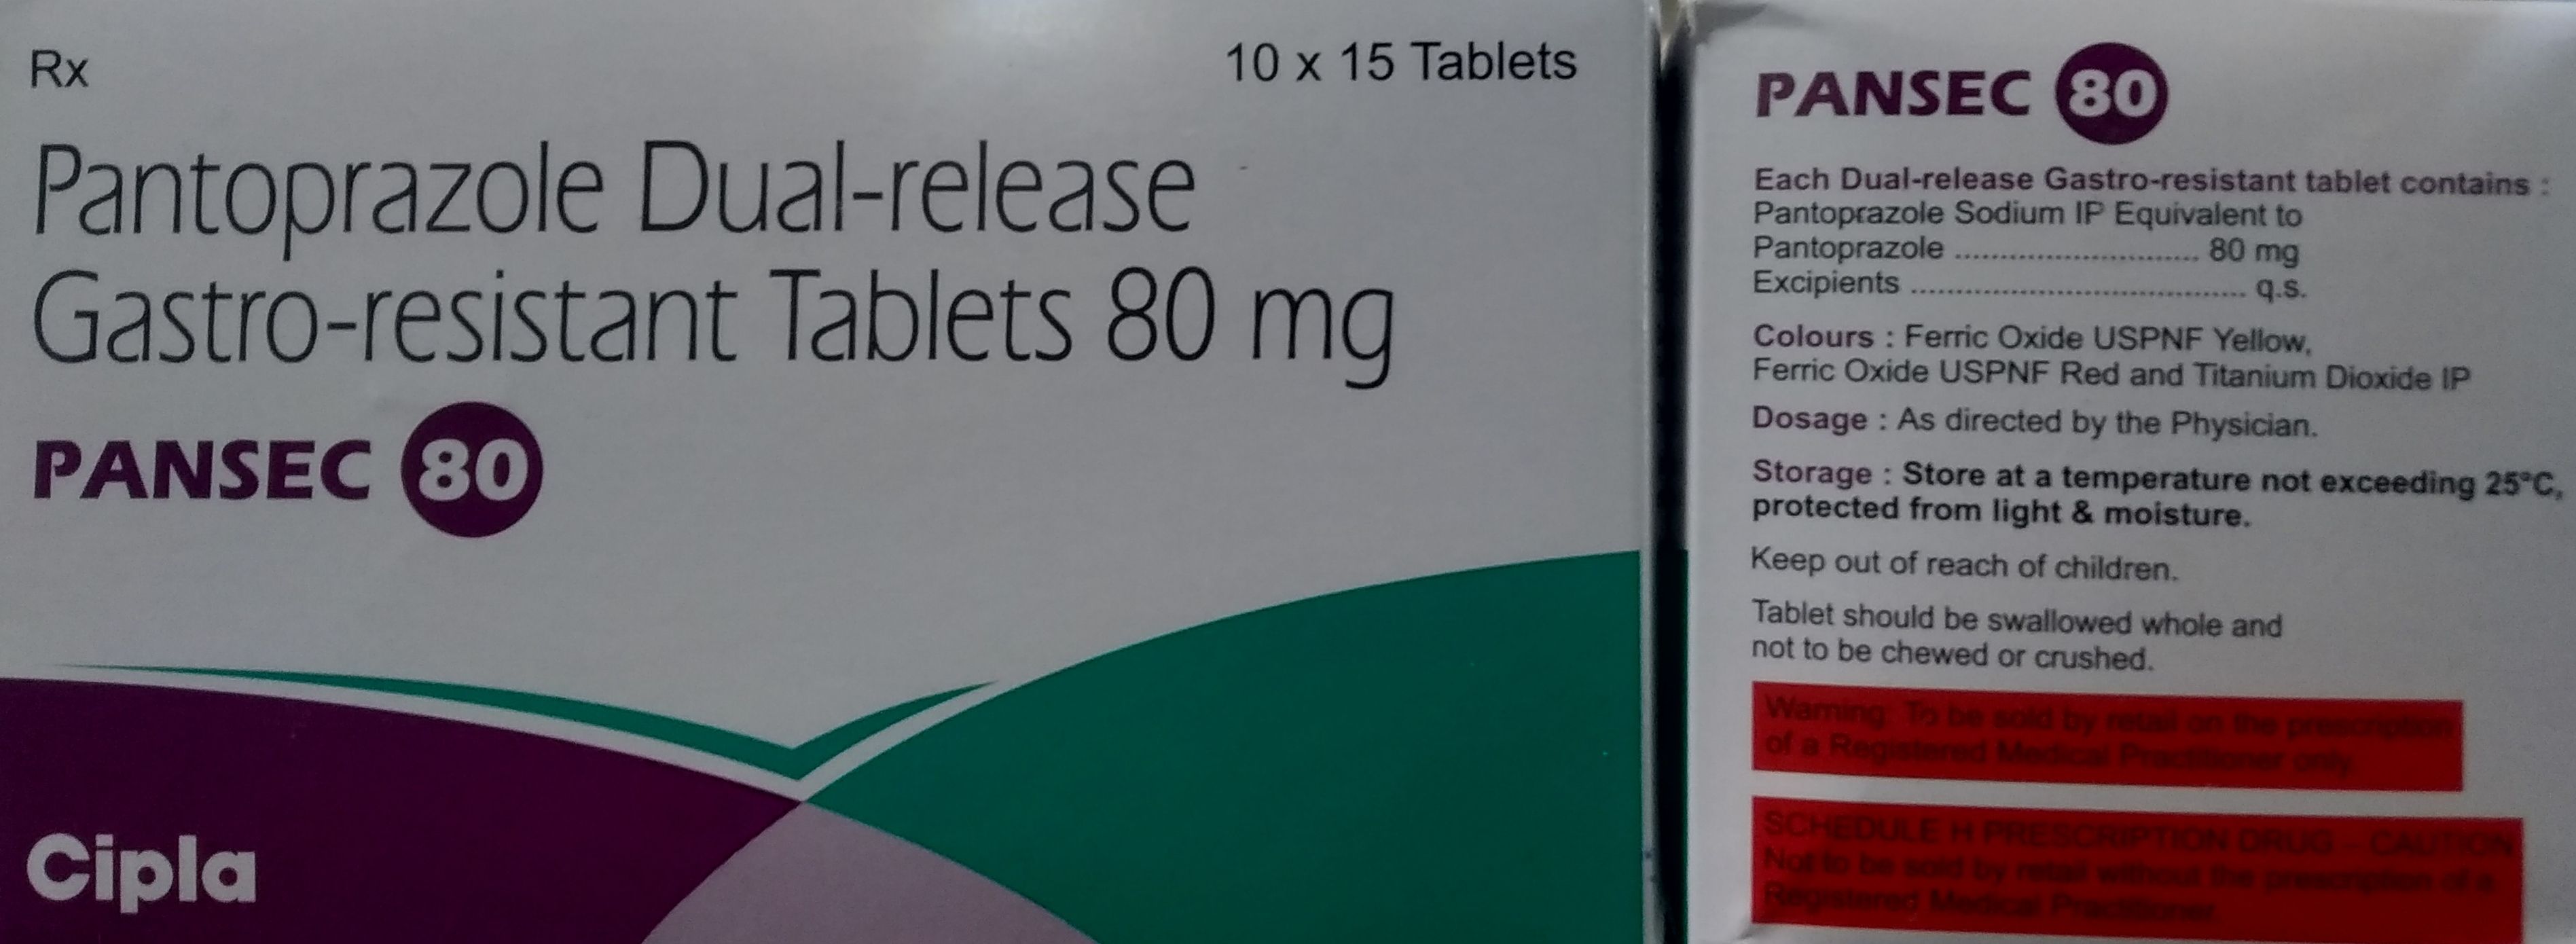 Rx
10 x 15 Tablets
Pantoprazole Dual-release
Gastro-resistant Tablets 80 mg
PANSEC 80
Cipla
PANSEC 80
Each Dual-release Gastro-resistant tablet contains :
Pantoprazole Sodium IP Equivalent to
Pantoprazole ............................ 80 mg
Excipients ...................................... q.s.
Colours : Ferric Oxide USPNF Yellow,
Ferric Oxide USPNF Red and Titanium Dioxide IP
Dosage : As directed by the Physician.
Storage : Store at a temperature not exceeding 25°C,
protected from light & moisture.
Keep out of reach of children.
Tablet should be swallowed whole and
not to be chewed or crushed.
Warning: To be sold by retail on the prescription
of a Registered Medical Practitioner only.
SCHEDULE H PRESCRIPTION DRUG – CAUTION
Not to be sold by retail without the prescription of a
Registered Medical Practitioner.